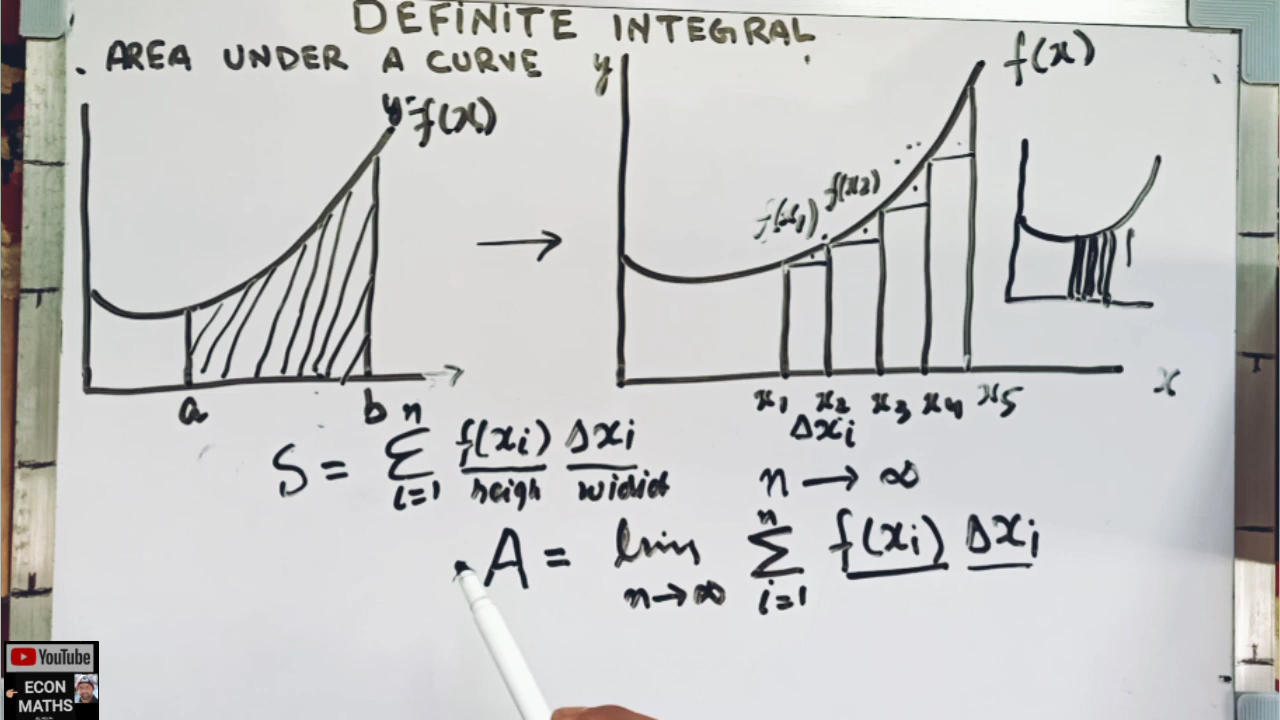 DEFINITE INTEGRAL
. AREA UNDER A CURVE
y=f(x)
a
b
y
f(x)
f(x₁)
f(x₂)
x₁ x₂ x₃ x₄ x₅
x
Δxᵢ
S = Σ f(xᵢ) Δxᵢ
n
i=1
heigh
n → ∞
A = lim Σ f(xᵢ) Δxᵢ
n
n→∞ i=1
YouTube
ECON
MATHS